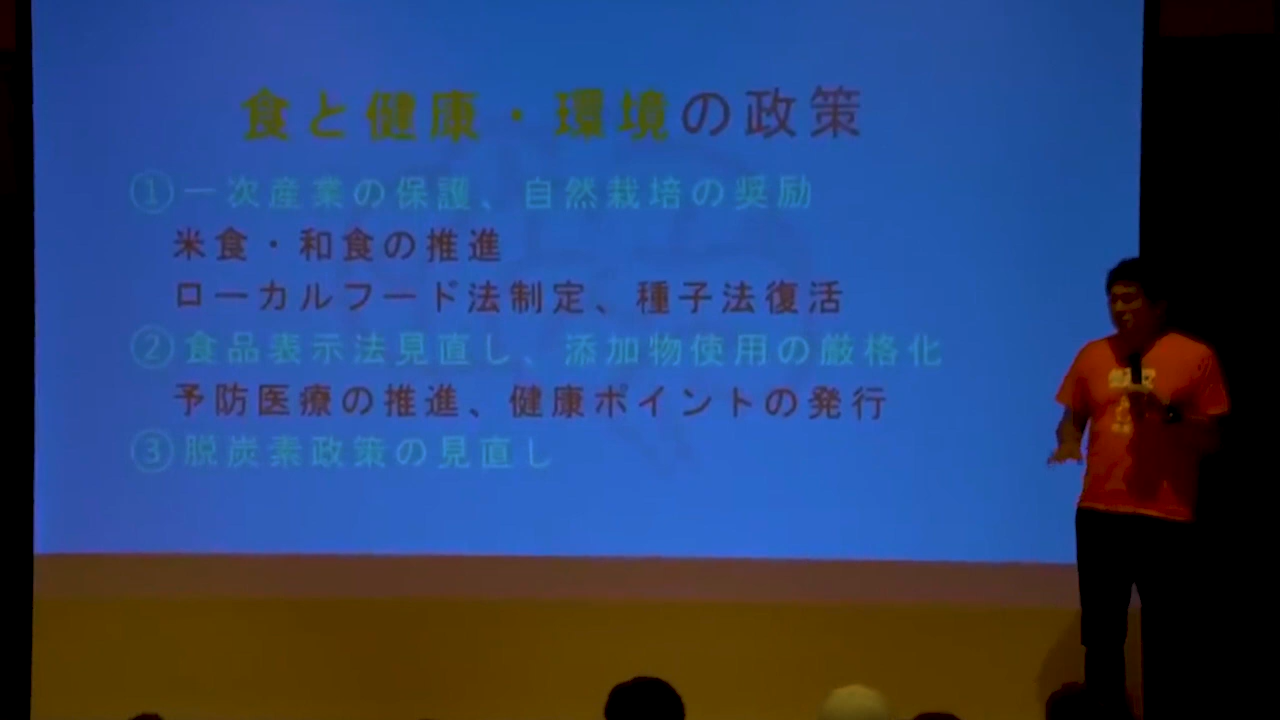 食と健康・環境の政策
①一次産業の保護、自然栽培の奨励
米食・和食の推進
ローカルフード法制定、種子法復活
②食品表示法見直し、添加物使用の厳格化
予防医療の推進、健康ポイントの発行
③脱炭素政策の見直し